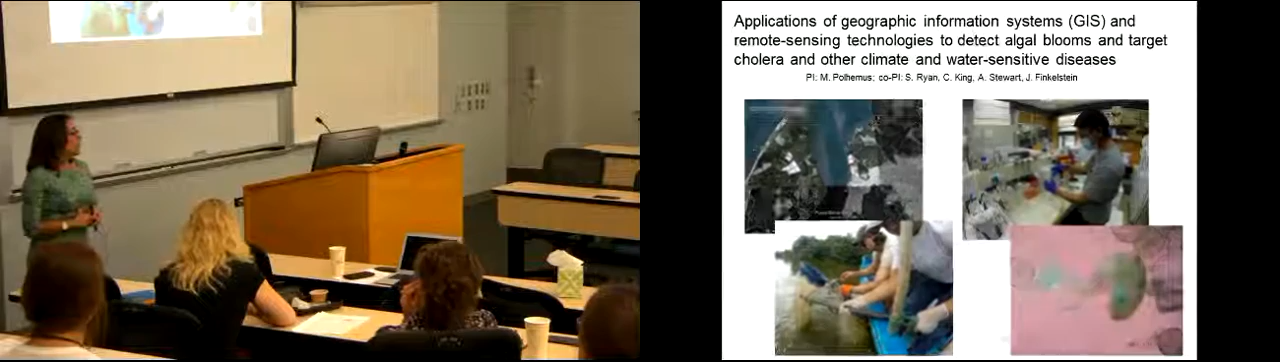 Applications of geographic information systems (GIS) and
remote-sensing technologies to detect algal blooms and target
cholera and other climate and water-sensitive diseases
PI: M. Polhemus; co-PI: S. Ryan, C. King, A. Stewart, J. Finkelstein